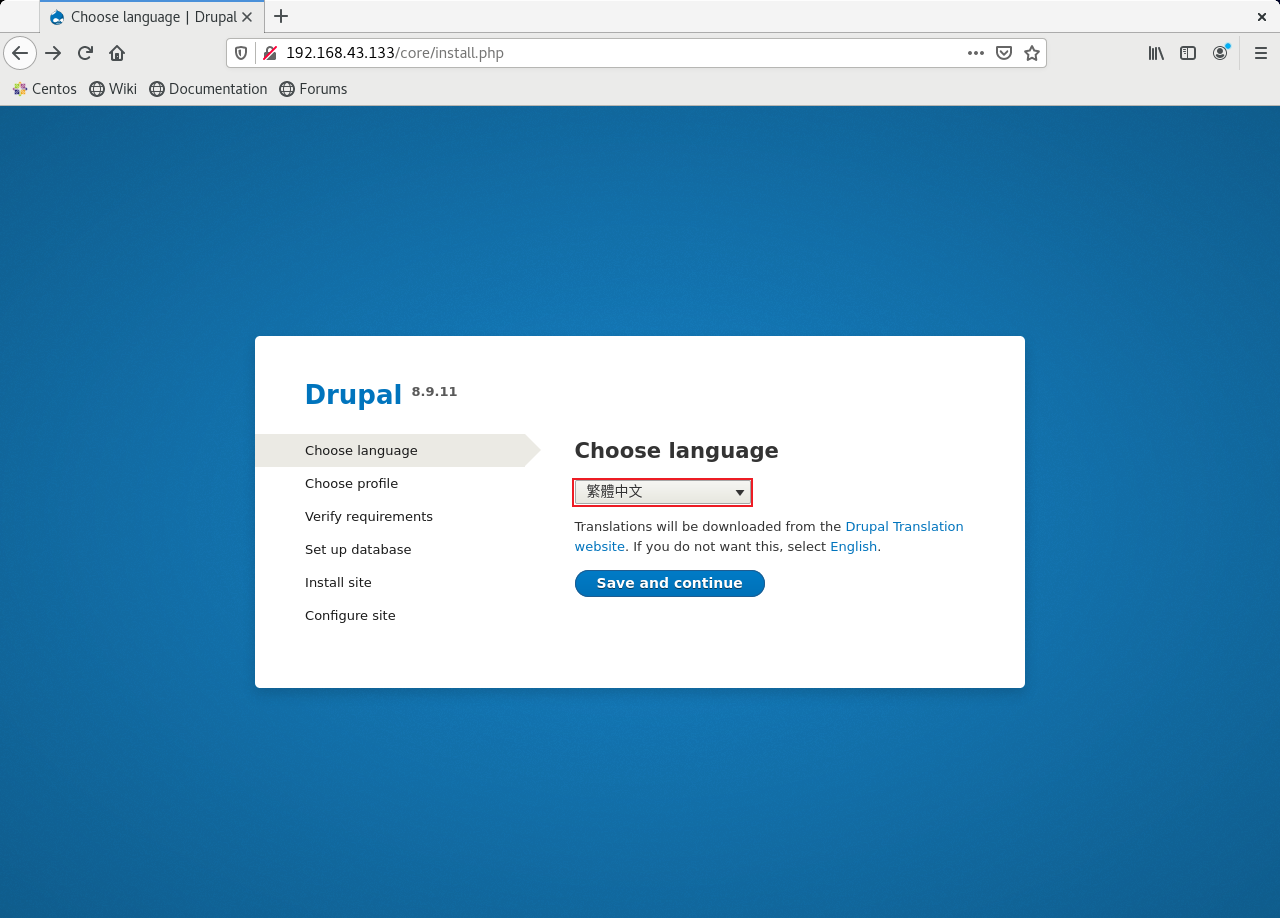 Choose language | Drupal
192.168.43.133/core/install.php
Centos Wiki Documentation Forums
Drupal 8.9.11
Choose language
Choose profile
Verify requirements
Set up database
Install site
Configure site
Choose language
繁體中文
Translations will be downloaded from the Drupal Translation
website. If you do not want this, select English.
Save and continue